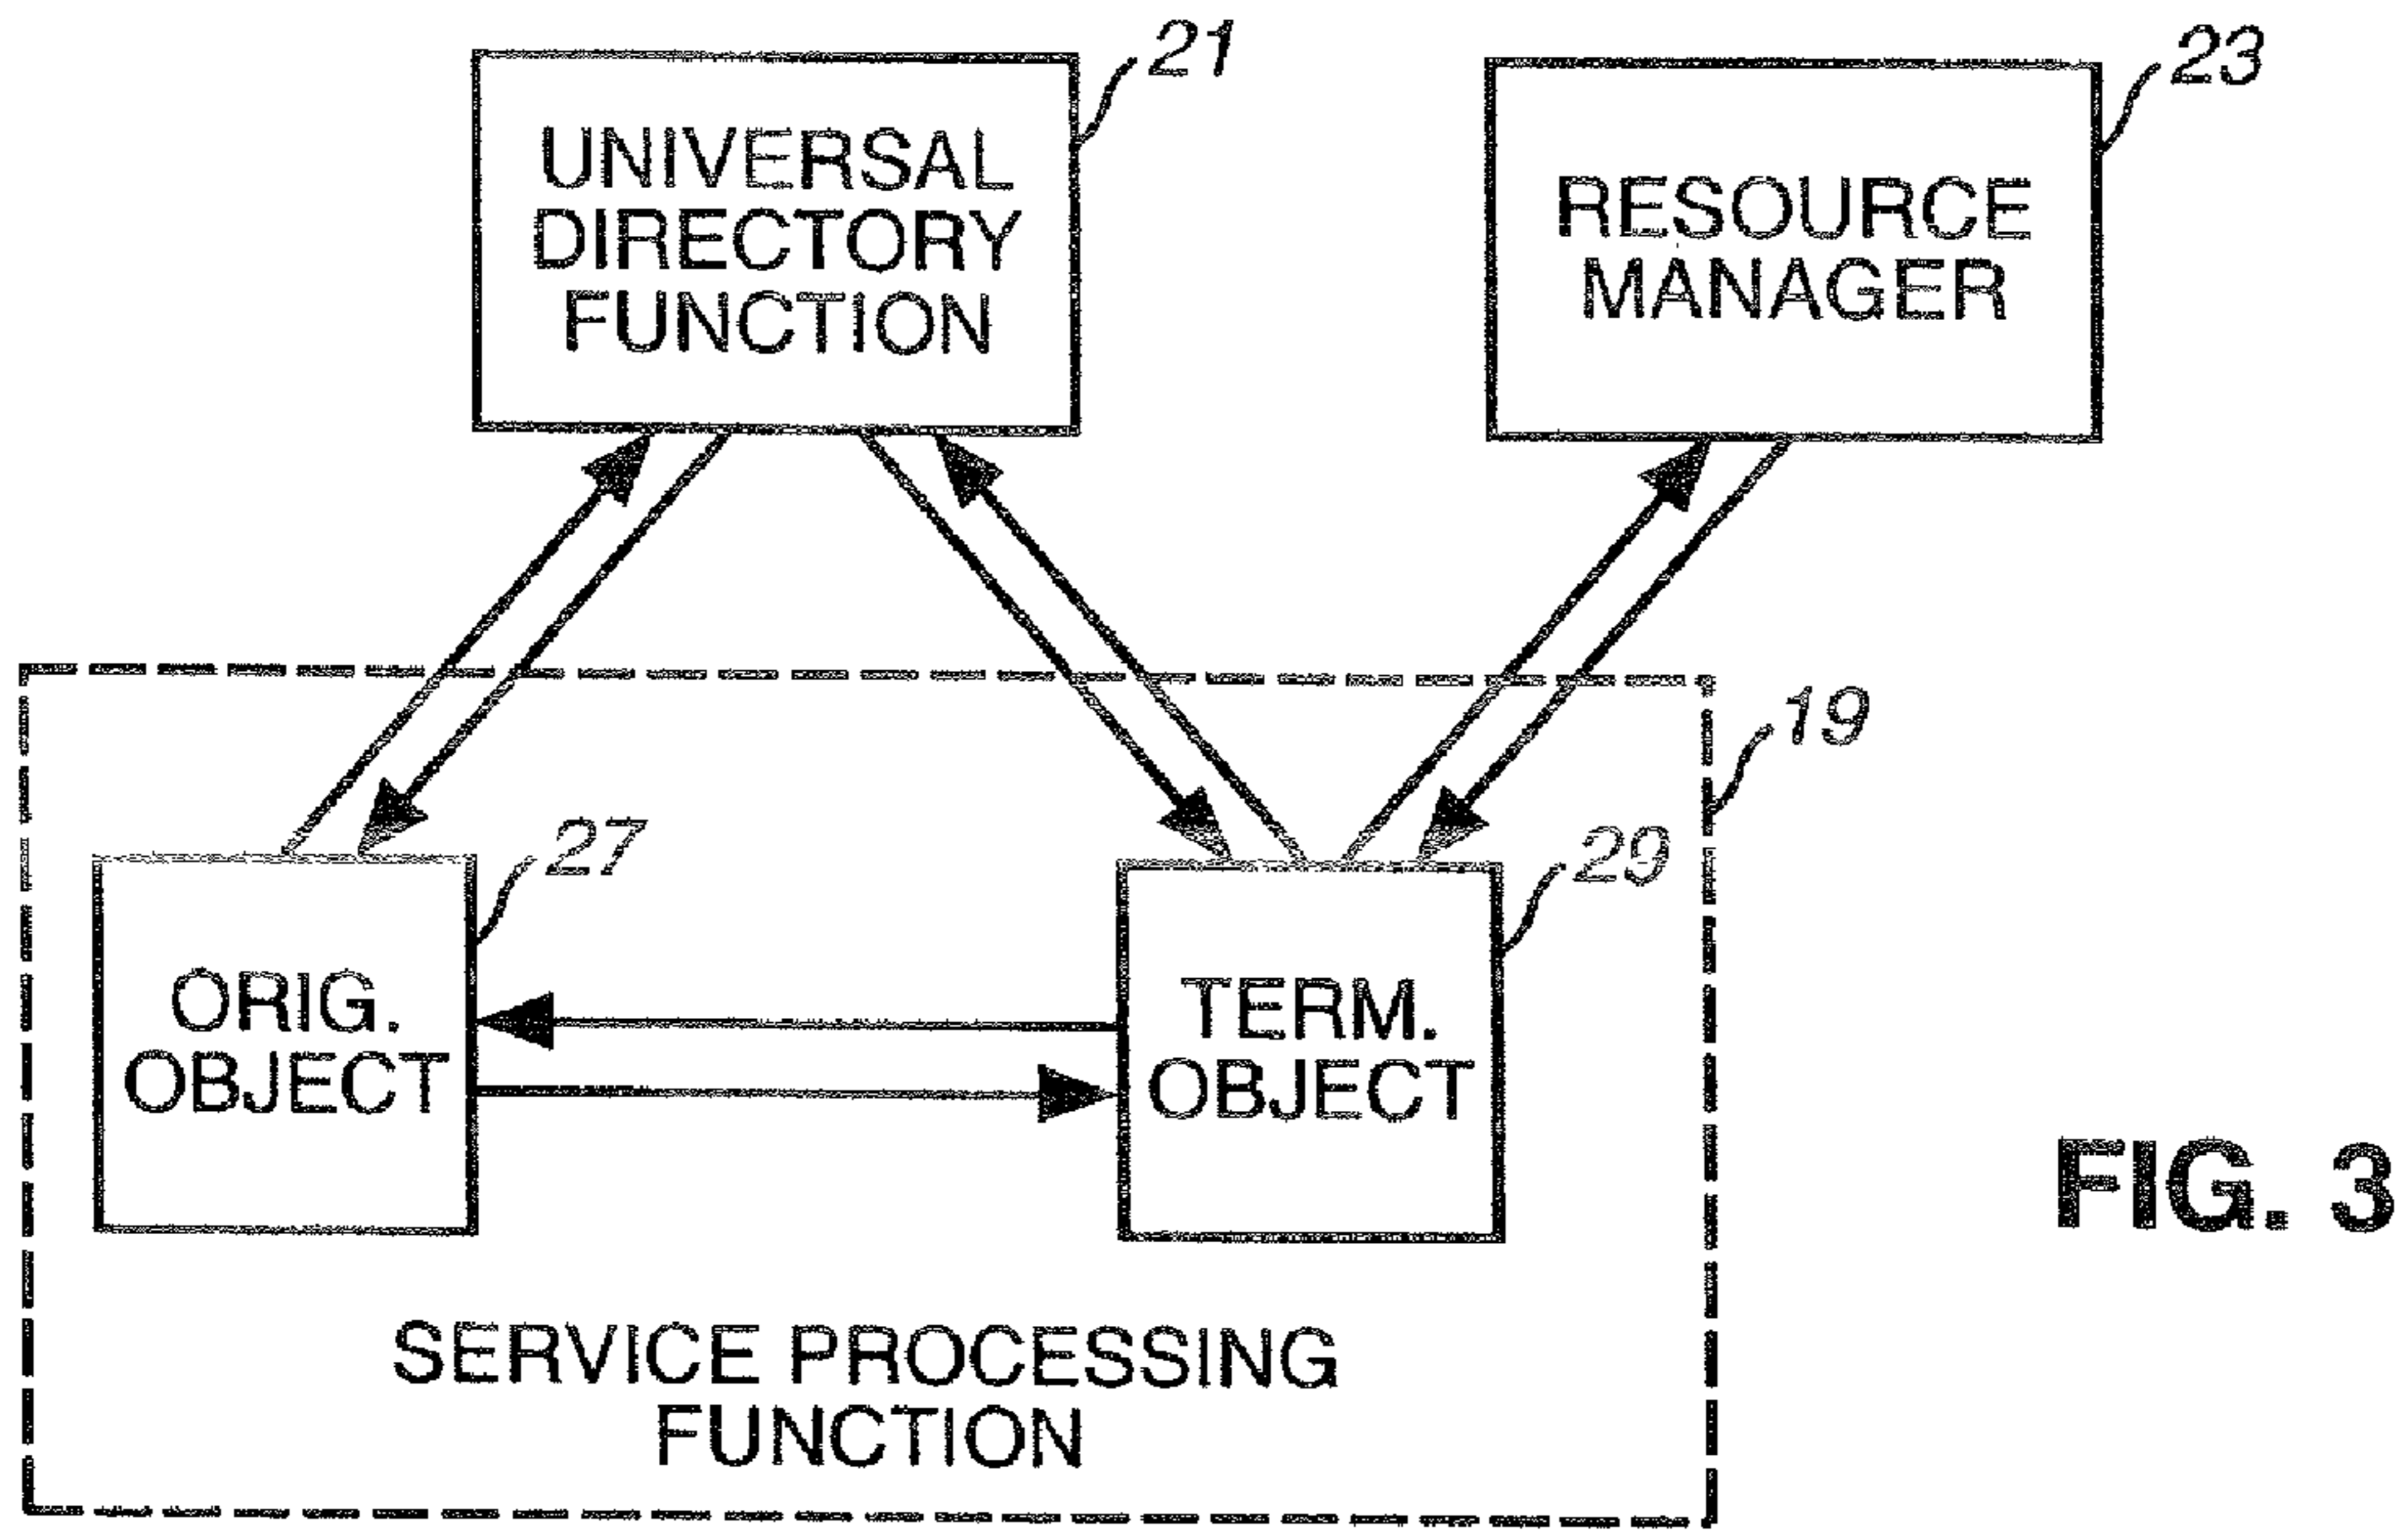 21
UNIVERSAL
DIRECTORY
FUNCTION
23
RESOURCE
MANAGER
19
27
ORIG.
OBJECT
29
TERM.
OBJECT
SERVICE PROCESSING
FUNCTION
FIG. 3